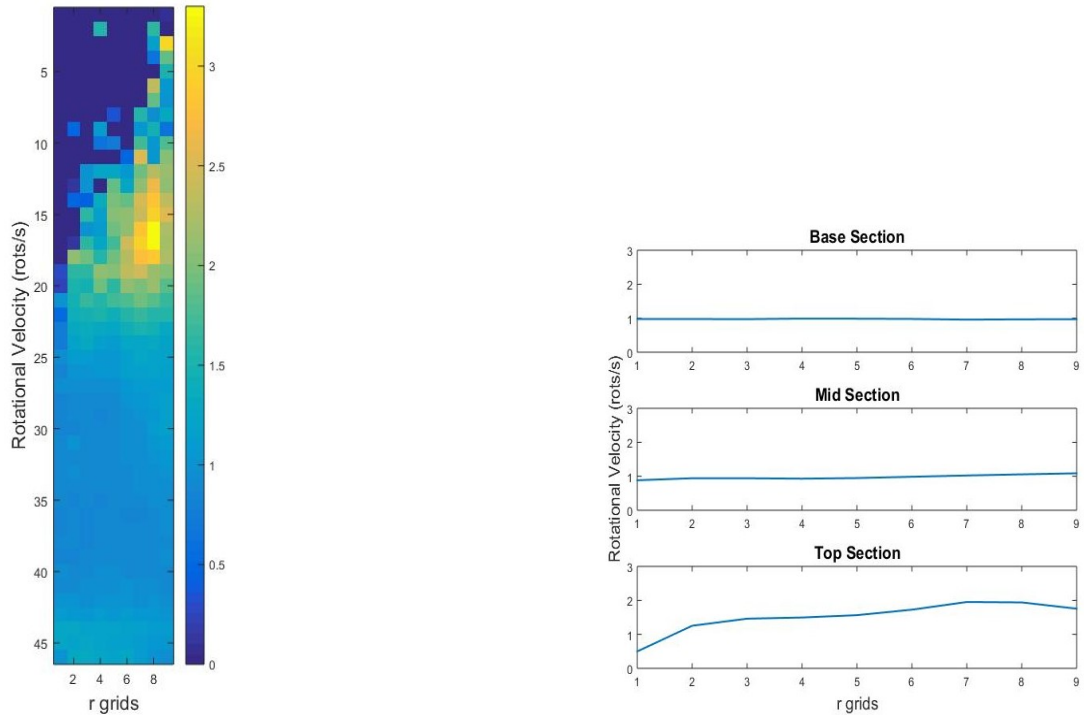 Rotational Velocity (rots/s)
5
10
15
20
25
30
35
40
45
2 4 6 8
r grids
3
2.5
2
1.5
1
0.5
0
Base Section
3
2
1
0
1 2 3 4 5 6 7 8 9
Rotational Velocity (rots/s)
Mid Section
3
2
1
0
1 2 3 4 5 6 7 8 9
Top Section
3
2
1
0
1 2 3 4 5 6 7 8 9
r grids